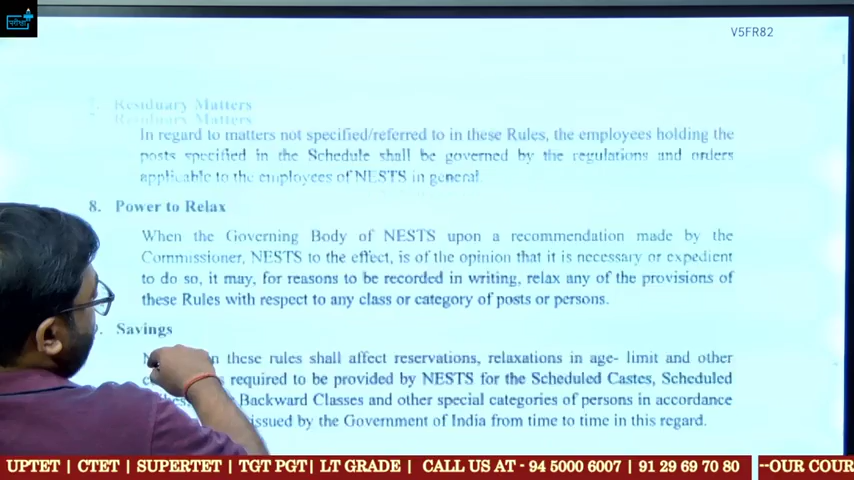 परीक्षा
V5FR82
7. Residuary Matters
In regard to matters not specified/referred to in these Rules, the employees holding the
posts specified in the Schedule shall be governed by the regulations and orders
applicable to the employees of NESTS in general.
8. Power to Relax
When the Governing Body of NESTS upon a recommendation made by the
Commissioner, NESTS to the effect, is of the opinion that it is necessary or expedient
to do so, it may, for reasons to be recorded in writing, relax any of the provisions of
these Rules with respect to any class or category of posts or persons.
9. Savings
these rules shall affect reservations, relaxations in age- limit and other
required to be provided by NESTS for the Scheduled Castes, Scheduled
Backward Classes and other special categories of persons in accordance
issued by the Government of India from time to time in this regard.
UPTET | CTET | SUPERTET | TGT PGT| LT GRADE | CALL US AT - 94 5000 6007 | 91 29 69 70 80 --OUR COUR